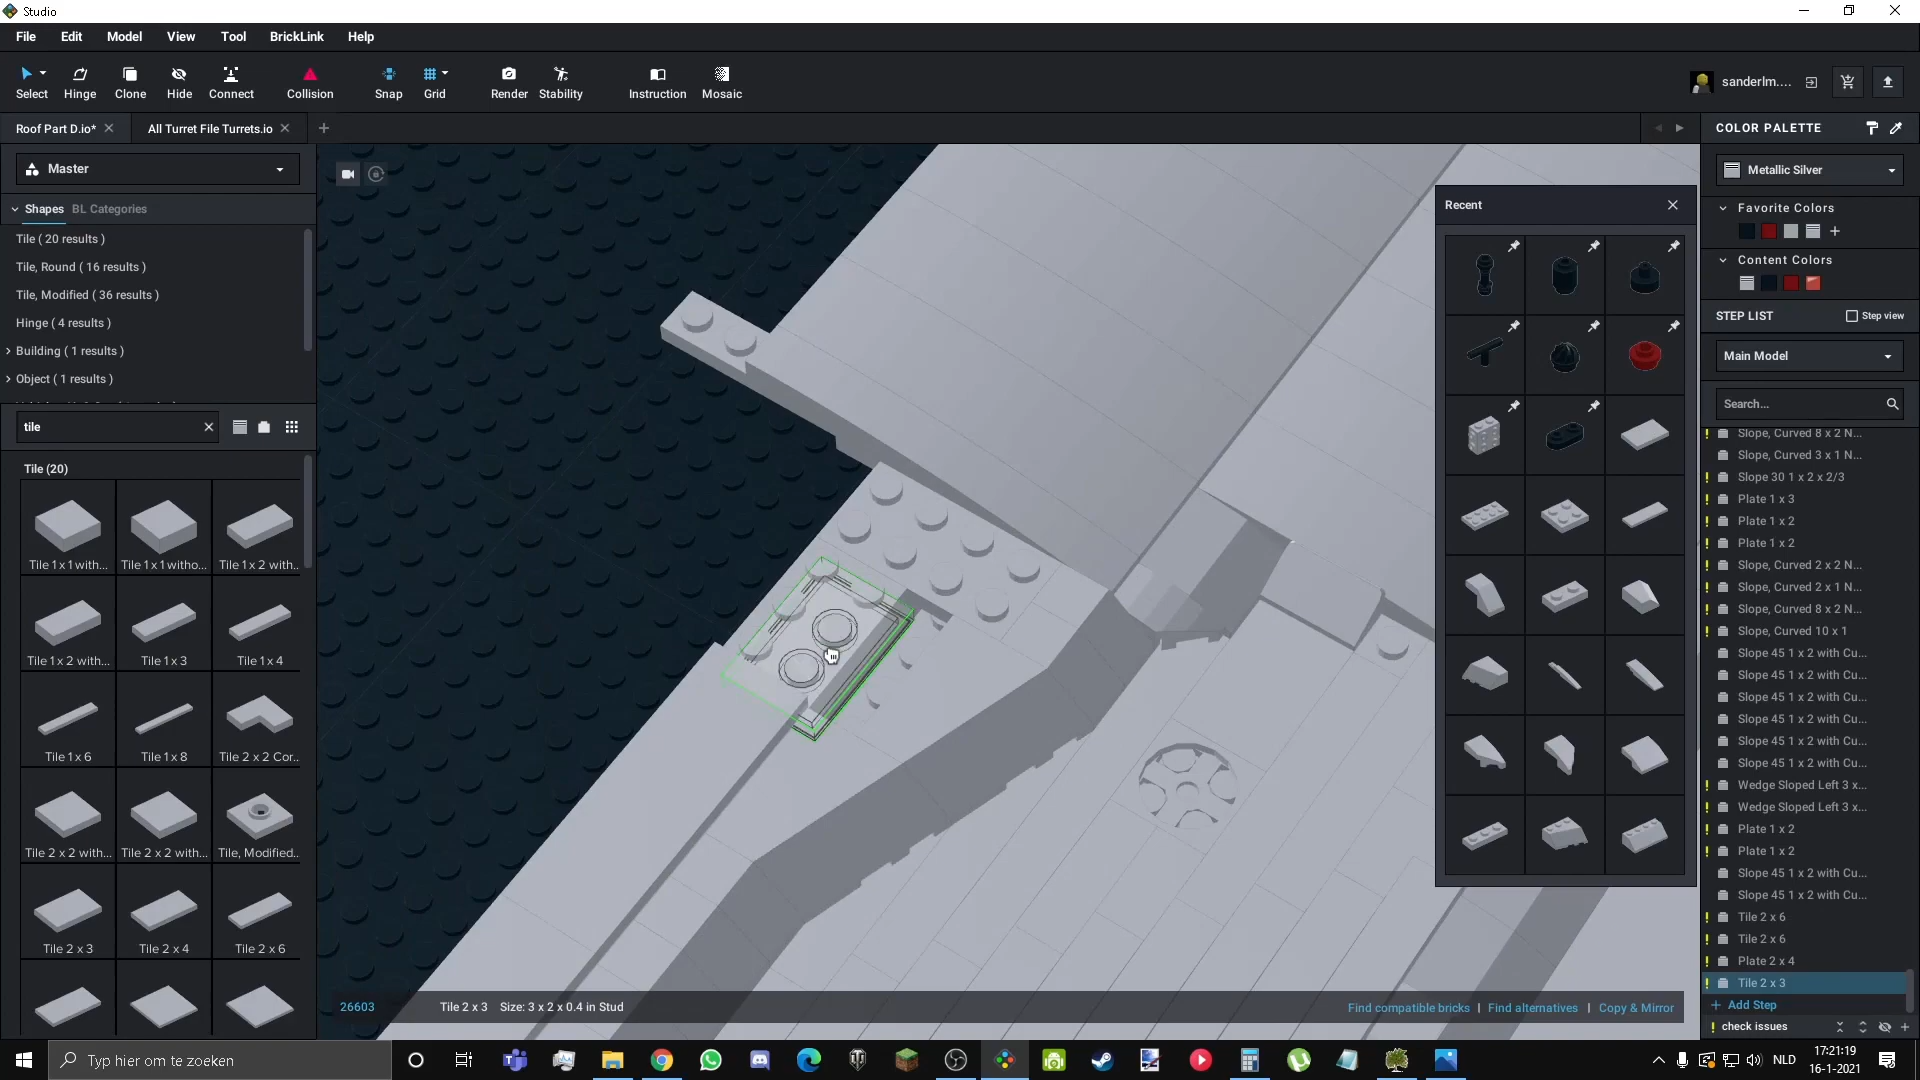 Studio
File Edit Model View Tool BrickLink Help
Select Hinge Clone Hide Connect Collision Snap Grid Render Stability Instruction Mosaic
sanderlm....
Roof Part D.io* All Turret File Turrets.io
COLOR PALETTE
Master
Metallic Silver
Shapes BL Categories
Recent
Favorite Colors
Tile ( 20 results )
Tile, Round ( 16 results )
Content Colors
Tile, Modified ( 36 results )
Hinge ( 4 results )
STEP LIST Step view
Building ( 1 results )
Main Model
Object ( 1 results )
Search...
tile
Tile (20)
Tile 1 x 1 with... Tile 1 x 1 witho... Tile 1 x 2 with..
Tile 1 x 2 with... Tile 1 x 3 Tile 1 x 4
Tile 1 x 6 Tile 1 x 8 Tile 2 x 2 Cor..
Tile 2 x 2 with... Tile 2 x 2 with... Tile, Modified..
Tile 2 x 3 Tile 2 x 4 Tile 2 x 6
Slope, Curved 8 x 2 N...
Slope, Curved 3 x 1 N...
Slope 30 1 x 2 x 2/3
Plate 1 x 3
Plate 1 x 2
Plate 1 x 2
Slope, Curved 2 x 2 N...
Slope, Curved 2 x 1 N...
Slope, Curved 8 x 2 N...
Slope, Curved 10 x 1
Slope 45 1 x 2 with Cu...
Slope 45 1 x 2 with Cu...
Slope 45 1 x 2 with Cu...
Slope 45 1 x 2 with Cu...
Slope 45 1 x 2 with Cu...
Slope 45 1 x 2 with Cu...
Wedge Sloped Left 3 x...
Wedge Sloped Left 3 x...
Plate 1 x 2
Plate 1 x 2
Slope 45 1 x 2 with Cu...
Slope 45 1 x 2 with Cu...
Tile 2 x 6
Tile 2 x 6
Plate 2 x 4
Tile 2 x 3
+ Add Step
! check issues
26603 Tile 2 x 3 Size: 3 x 2 x 0.4 in Stud Find compatible bricks | Find alternatives | Copy & Mirror
Typ hier om te zoeken
NLD
17:21:19
16-1-2021